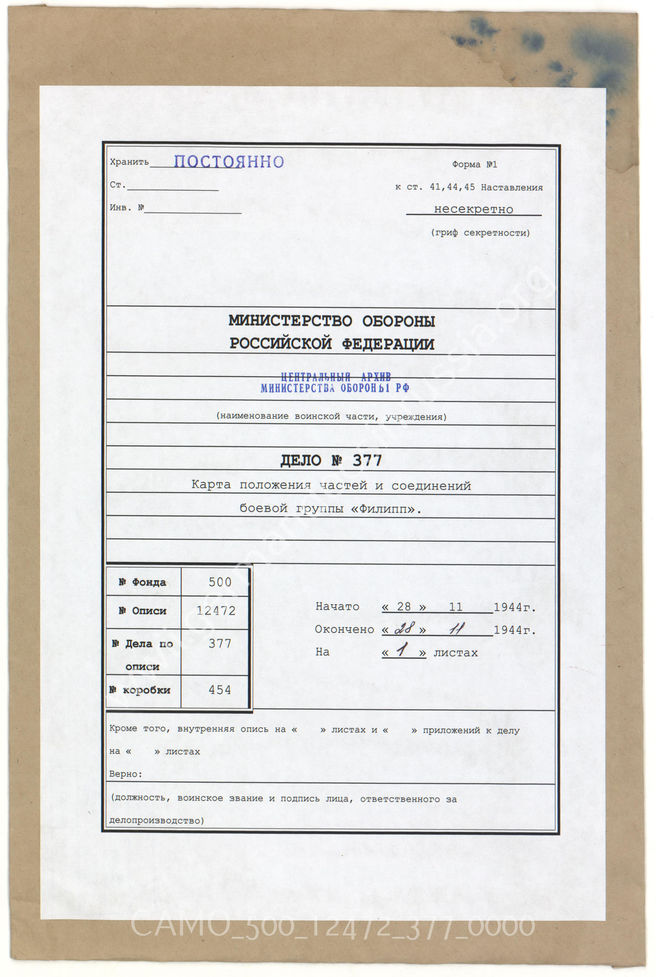 Хранить ПОСТОЯННО
Форма №1
Ст.
к ст. 41,44,45 Наставления
Инв. №
несекретно
(гриф секретности)
МИНИСТЕРСТВО ОБОРОНЫ
РОССИЙСКОЙ ФЕДЕРАЦИИ
ЦЕНТРАЛЬНЫЙ АРХИВ
МИНИСТЕРСТВА ОБОРОНЫ РФ
(наименование воинской части, учреждения)
ДЕЛО № 377
Карта положения частей и соединений
боевой группы «Филипп».
№ Фонда 500
№ Описи 12472
№ Дела по описи 377
№ коробки 454
Начато « 28 » 11 1944г.
Окончено « 28 » 11 1944г.
На « 1 » листах
Кроме того, внутренняя опись на « » листах и « » приложений к делу
на « » листах
Верно:
(должность, воинское звание и подпись лица, ответственного за
делопроизводство)
CAMO_500_12472_377_0000